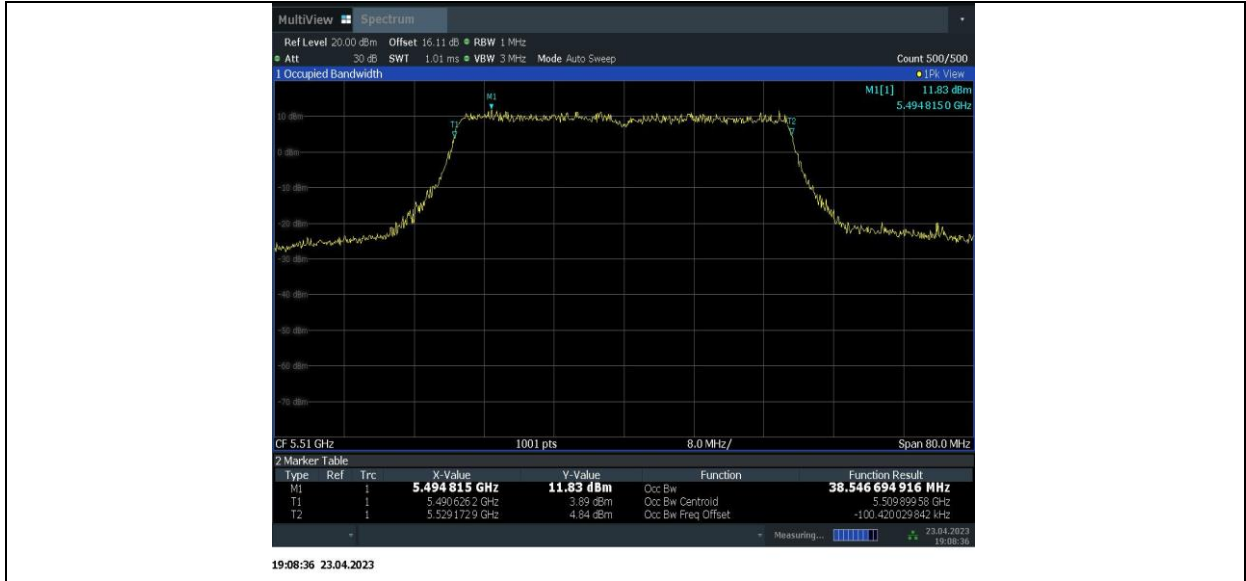 MultiView Spectrum
Ref Level 20.00 dBm Offset 16.11 dB RBW 1 MHz
Att 30 dB SWT 1.01 ms VBW 3 MHz Mode Auto Sweep Count 500/500
1 Occupied Bandwidth 1Pk View
M1[1] 11.83 dBm
5.4948150 GHz
M1
10 dBm
T1
T2
0 dBm
-10 dBm
-20 dBm
-30 dBm
-40 dBm
-50 dBm
-60 dBm
-70 dBm
CF 5.51 GHz 1001 pts 8.0 MHz/ Span 80.0 MHz
2 Marker Table
Type Ref Trc X-Value Y-Value Function Function Result
M1 1 5.494 815 GHz 11.83 dBm Occ Bw 38.546 694 916 MHz
T1 1 5.490 626 2 GHz 3.89 dBm Occ Bw Centroid 5.509 899 58 GHz
T2 1 5.529 172 9 GHz 4.84 dBm Occ Bw Freq Offset -100.420 029 842 kHz
Measuring... 23.04.2023
19:08:36
19:08:36 23.04.2023